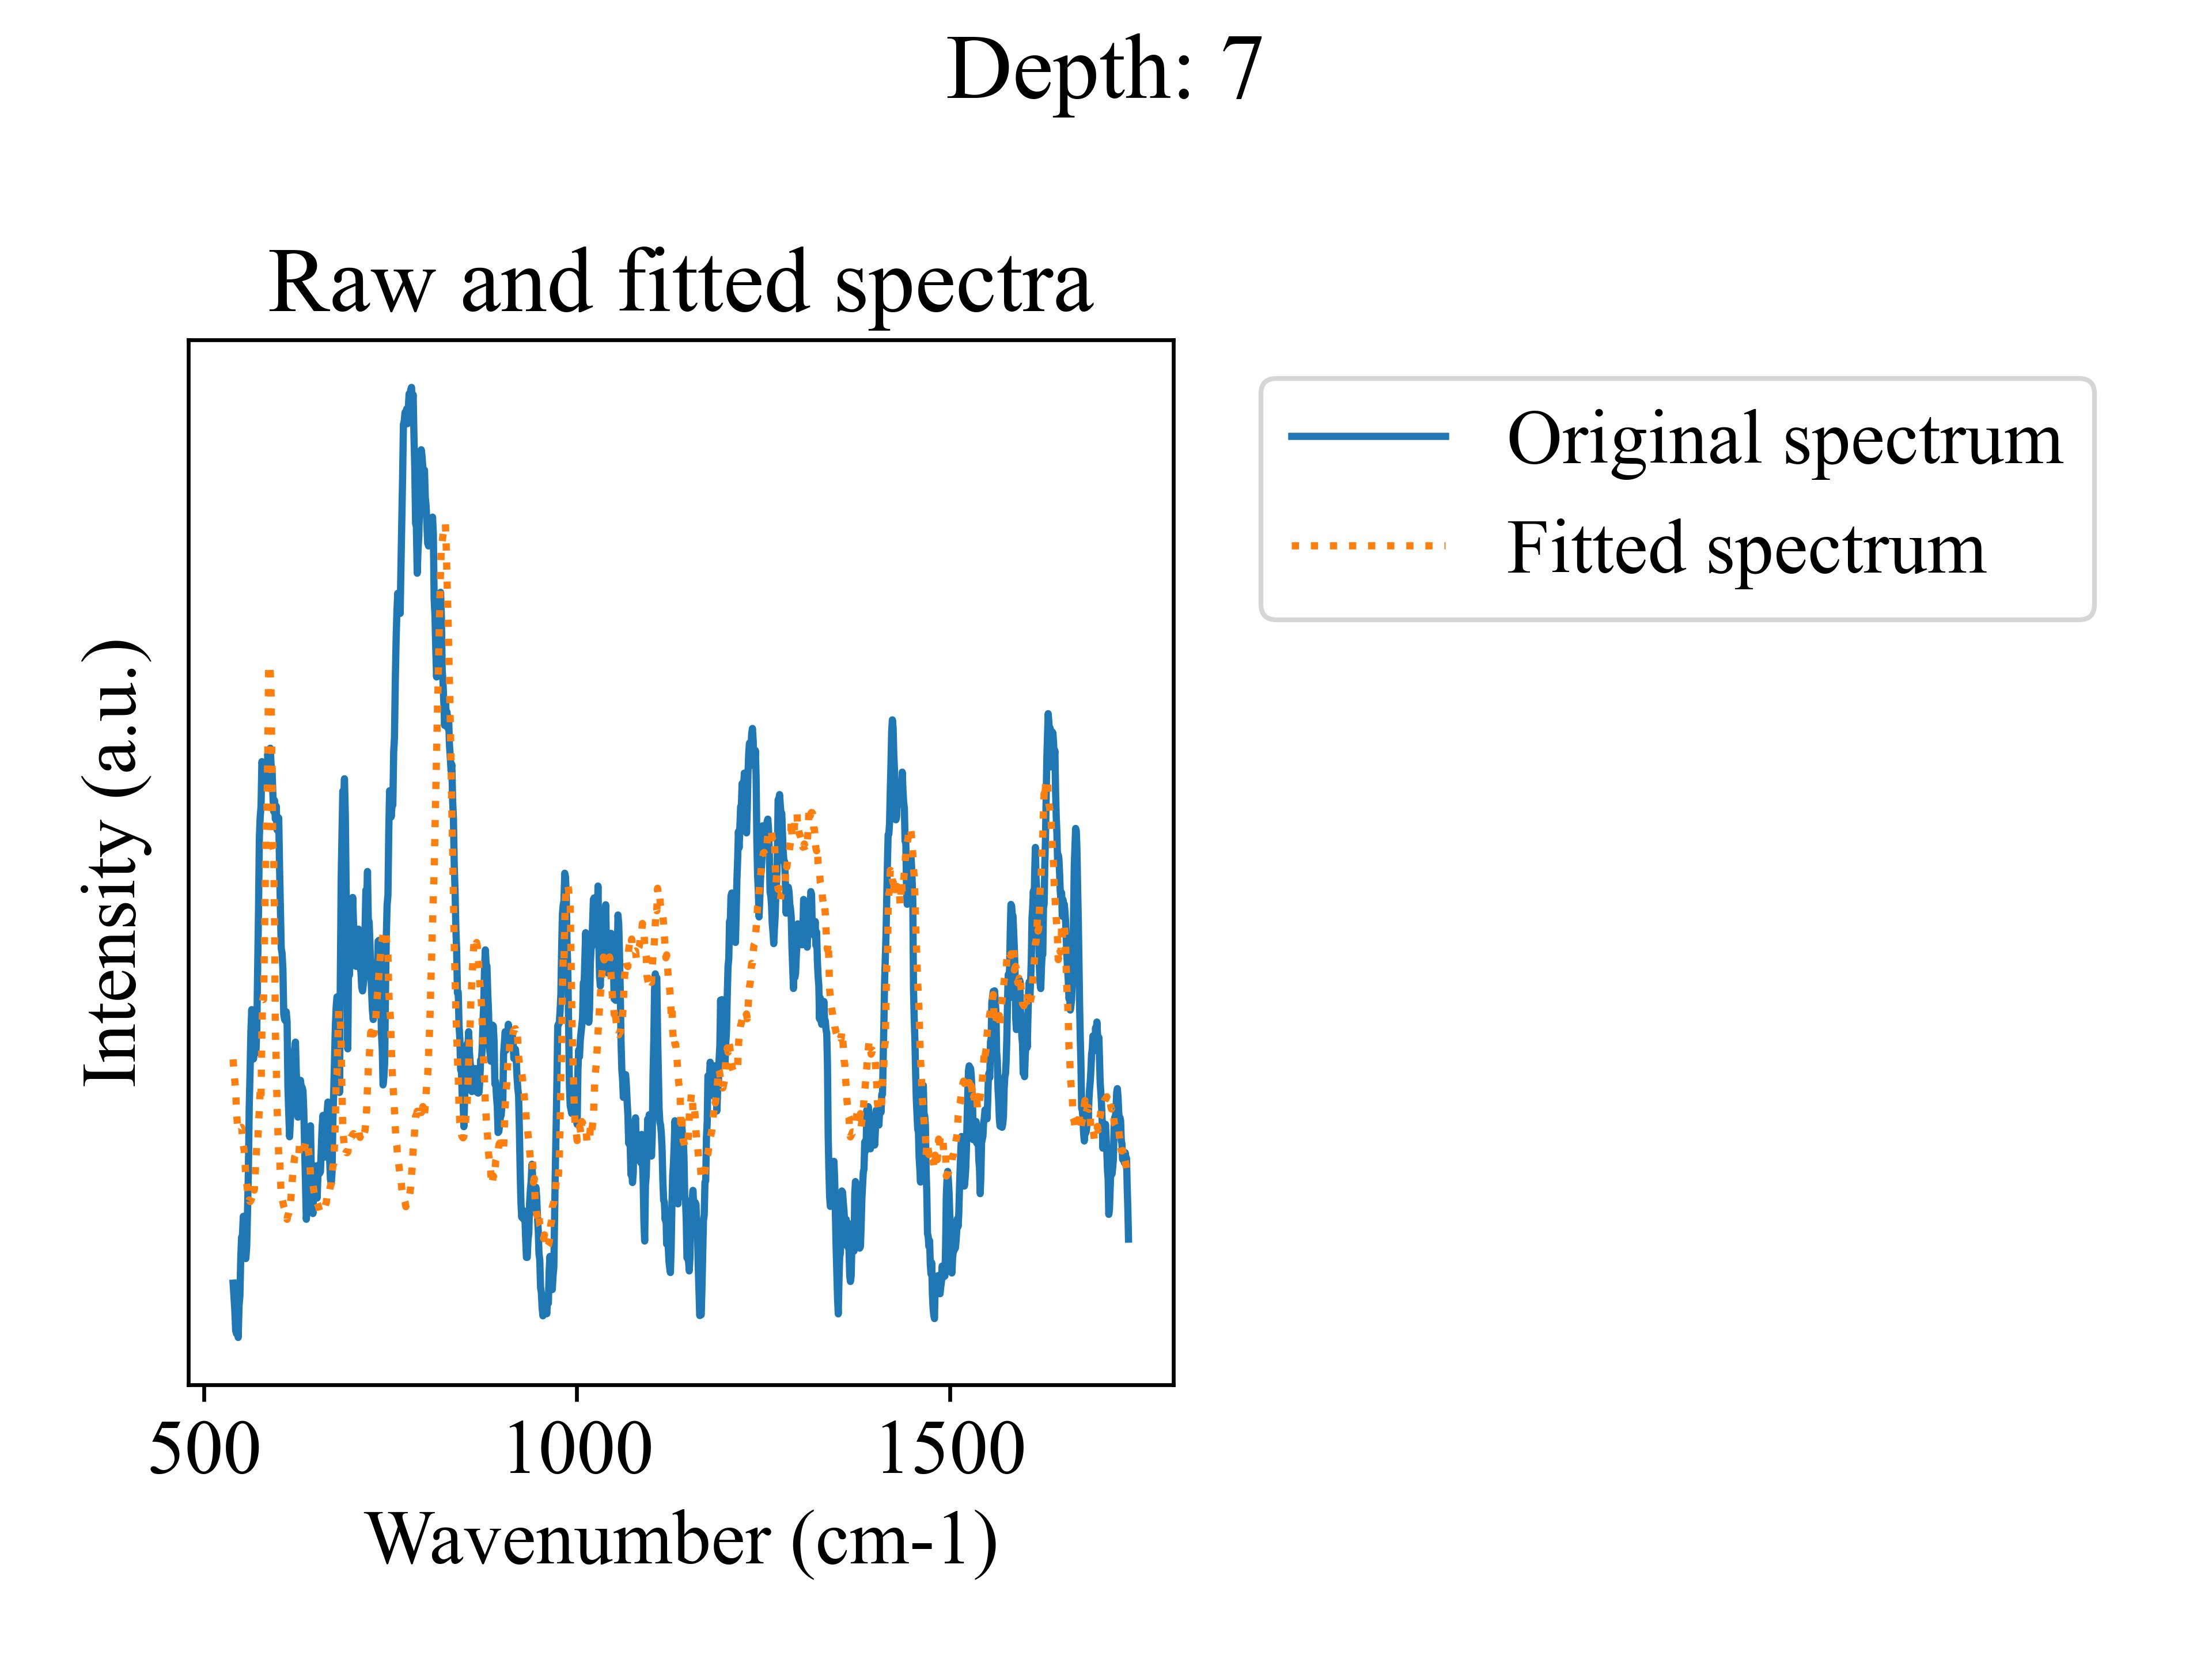 Depth: 7
Raw and fitted spectra
Original spectrum
Fitted spectrum
Intensity (a.u.)
500 1000 1500
Wavenumber (cm-1)